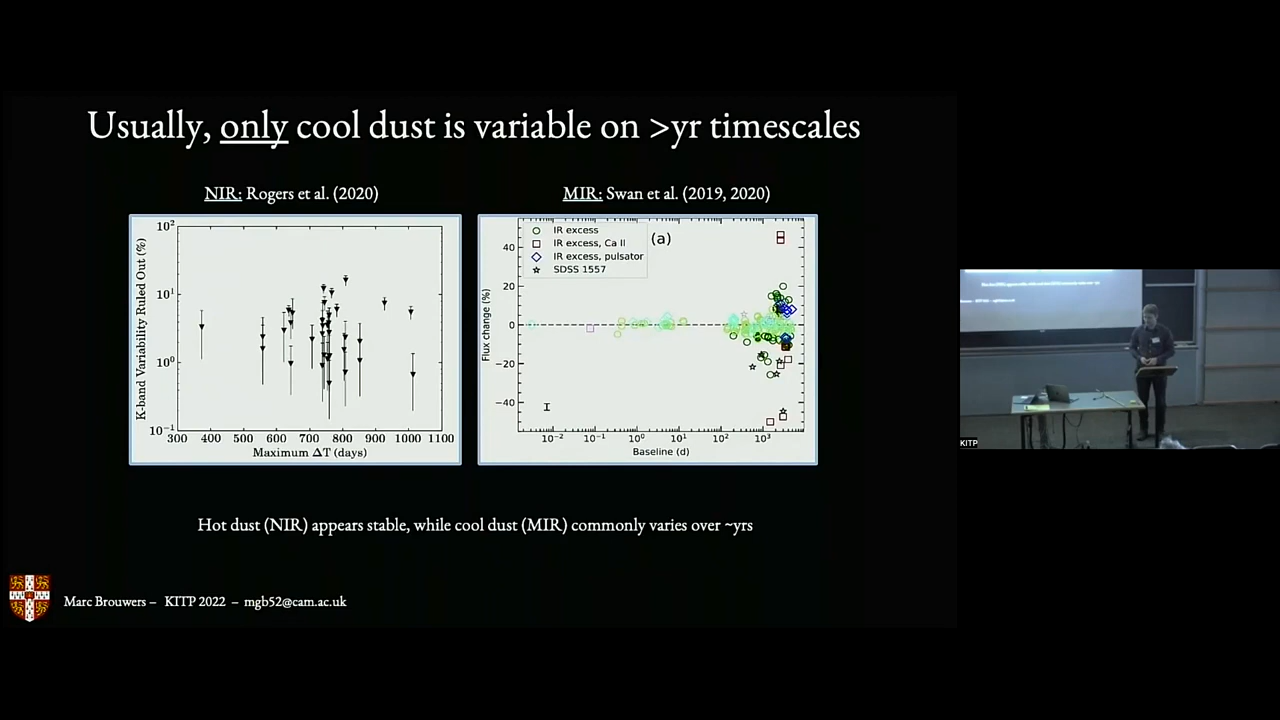 Usually, only cool dust is variable on >yr timescales
NIR: Rogers et al. (2020)
MIR: Swan et al. (2019, 2020)
K-band Variability Ruled Out (%)
10²
10¹
10⁰
10⁻¹
300 400 500 600 700 800 900 1000 1100
Maximum ΔT (days)
Flux change (%)
40
20
0
−20
−40
IR excess
IR excess, Ca II
IR excess, pulsator
SDSS 1557
(a)
10⁻² 10⁻¹ 10⁰ 10¹ 10² 10³
Baseline (d)
Hot dust (NIR) appears stable, while cool dust (MIR) commonly varies over ~yrs
Marc Brouwers – KITP 2022 – mgb52@cam.ac.uk
KITP